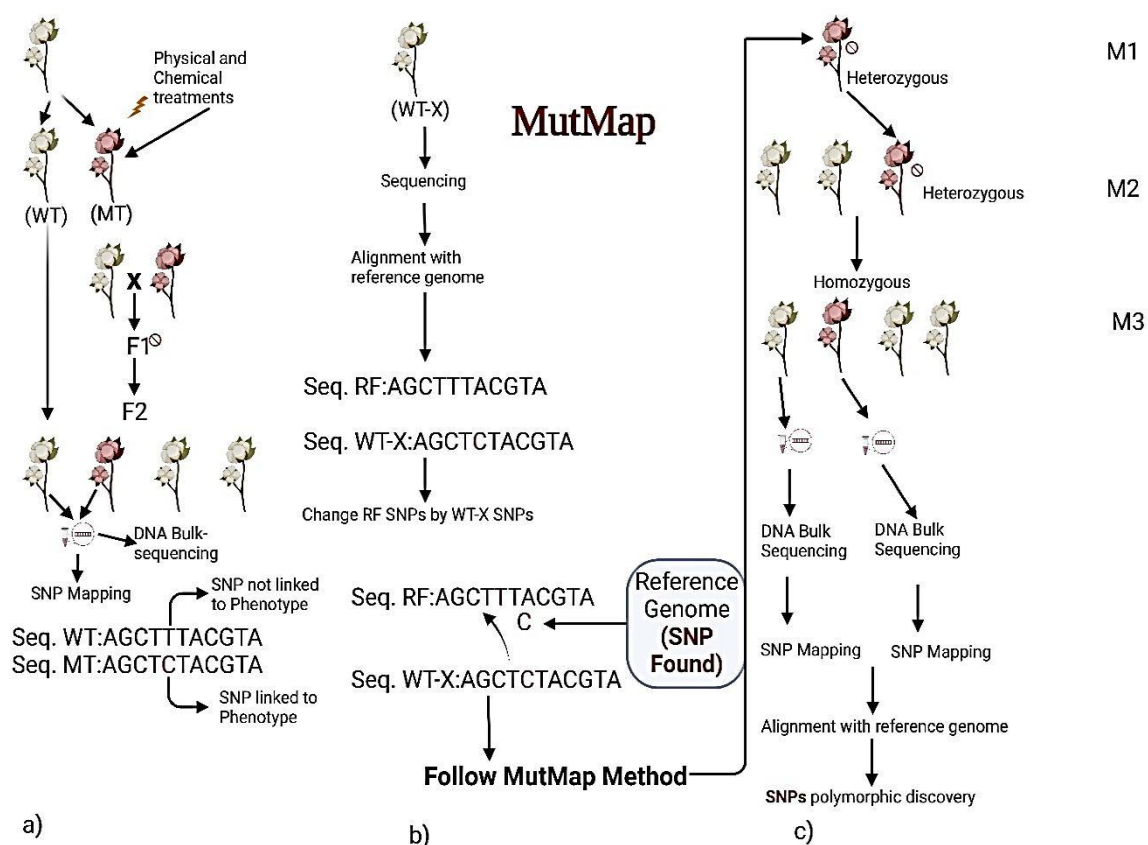 Physical and
Chemical
treatments
(WT)
(MT)
X
F1
F2
DNA Bulk-
sequencing
SNP Mapping
SNP not linked
to Phenotype
Seq. WT:AGCTTTACGTA
Seq. MT:AGCTCTACGTA
SNP linked to
Phenotype
a)
(WT-X)
MutMap
Sequencing
Alignment with
reference genome
Seq. RF:AGCTTTACGTA
Seq. WT-X:AGCTCTACGTA
Change RF SNPs by WT-X SNPs
Seq. RF:AGCTTTACGTA
C
Reference
Genome
(SNP
Found)
Seq. WT-X:AGCTCTACGTA
Follow MutMap Method
b)
M1
Heterozygous
M2
Heterozygous
Homozygous
M3
DNA Bulk
Sequencing
DNA Bulk
Sequencing
SNP Mapping
SNP Mapping
Alignment with reference genome
SNPs polymorphic discovery
c)